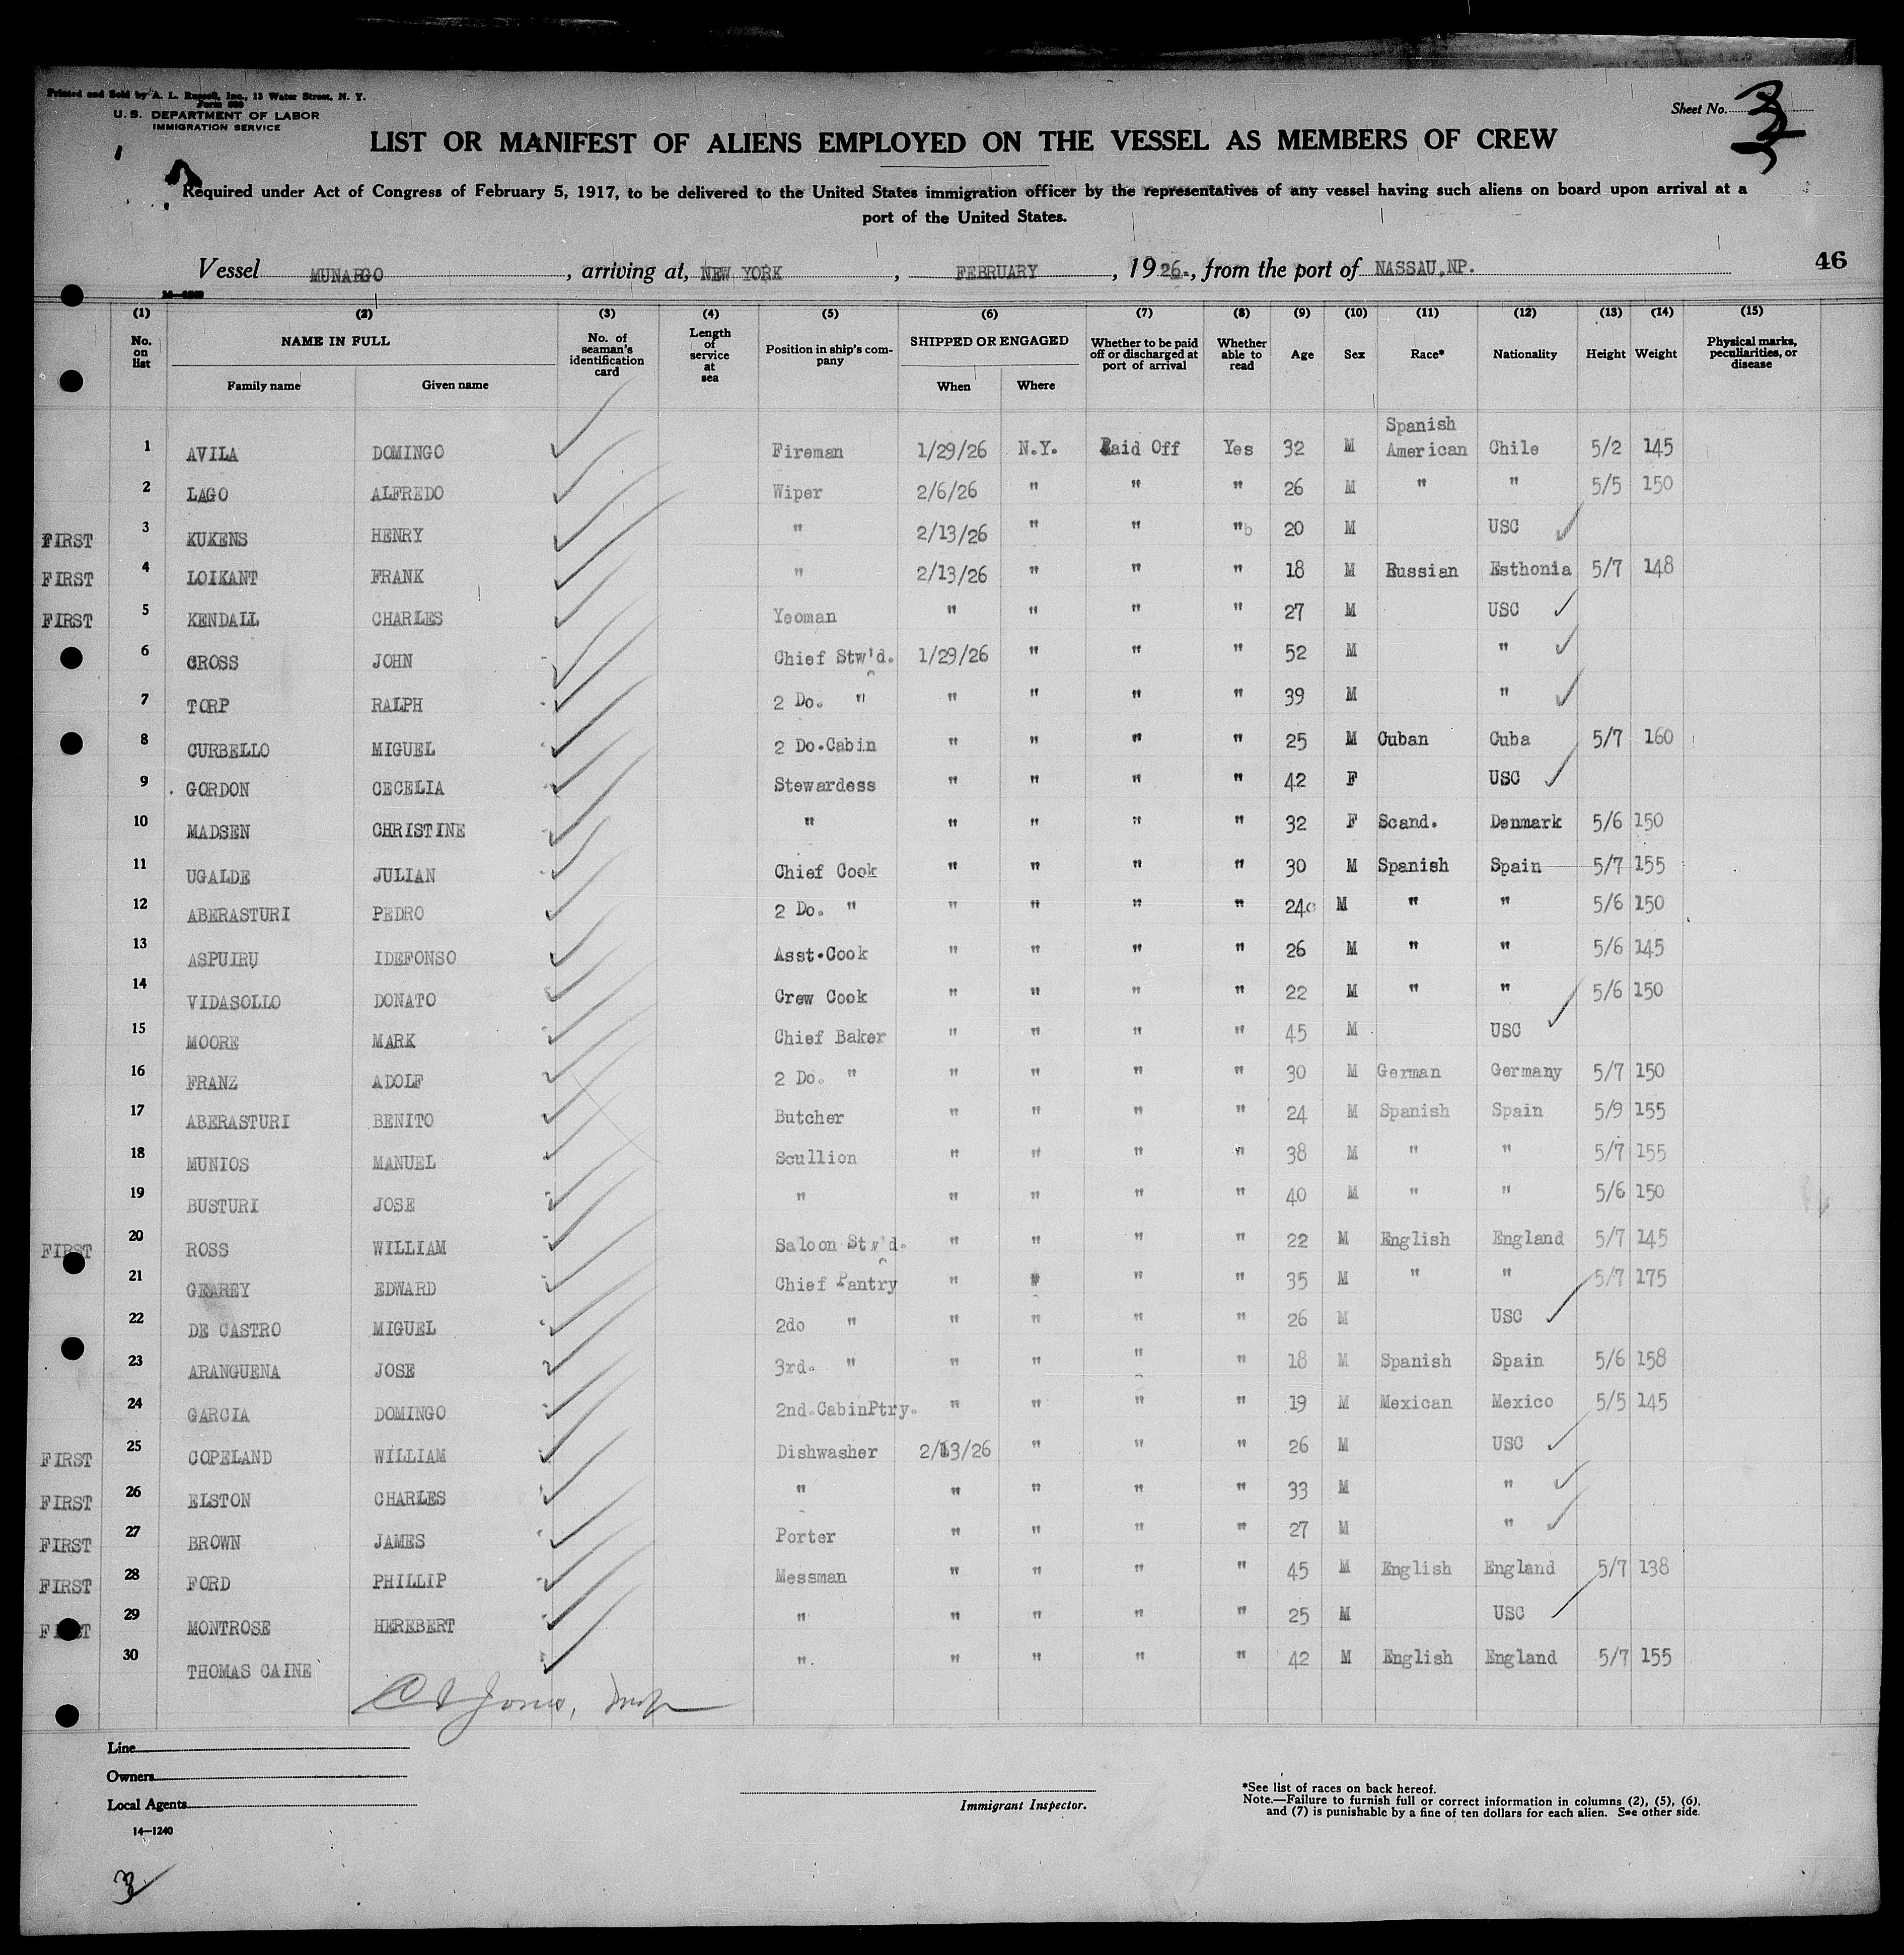 Printed and Sold by A. L. Russell, Inc., 13 Water Street, N. Y.
Form 680
U. S. DEPARTMENT OF LABOR
IMMIGRATION SERVICE
Sheet No. 3
LIST OR MANIFEST OF ALIENS EMPLOYED ON THE VESSEL AS MEMBERS OF CREW
Required under Act of Congress of February 5, 1917, to be delivered to the United States immigration officer by the representatives of any vessel having such aliens on board upon arrival at a
port of the United States.
Vessel MUNARGO, arriving at, NEW YORK, FEBRUARY, 1926., from the port of NASSAU,NP.
46
(1) (2) (3) (4) (5) (6) (7) (8) (9) (10) (11) (12) (13) (14) (15)
No. on list NAME IN FULL Family name Given name No. of seaman's identification card Length of service at sea Position in ship's company SHIPPED OR ENGAGED When Where Whether to be paid off or discharged at port of arrival Whether able to read Age Sex Race* Nationality Height Weight Physical marks, peculiarities, or disease
1 AVILA DOMINGO Fireman 1/29/26 N.Y. Paid Off Yes 32 M Spanish American Chile 5/2 145
2 LAGO ALFREDO Wiper 2/6/26 " " " 26 M " " 5/5 150
FIRST 3 KUKENS HENRY " 2/13/26 " " " 20 M USC
FIRST 4 LOIKANT FRANK " 2/13/26 " " " 18 M Russian Esthonia 5/7 148
FIRST 5 KENDALL CHARLES Yeoman " " " " 27 M USC
6 CROSS JOHN Chief Stw'd. 1/29/26 " " " 52 M "
7 TORP RALPH 2 Do. " " " " " 39 M "
8 CURBELLO MIGUEL 2 Do.Cabin " " " " 25 M Cuban Cuba 5/7 160
9 GORDON CECELIA Stewardess " " " " 42 F USC
10 MADSEN CHRISTINE " " " " " 32 F Scand. Denmark 5/6 150
11 UGALDE JULIAN Chief Cook " " " " 30 M Spanish Spain 5/7 155
12 ABERASTURI PEDRO 2 Do. " " " " " 24 M " " 5/6 150
13 ASPUIRU IDEFONSO Asst.Cook " " " " 26 M " " 5/6 145
14 VIDASOLLO DONATO Crew Cook " " " " 22 M " " 5/6 150
15 MOORE MARK Chief Baker " " " " 45 M USC
16 FRANZ ADOLF 2 Do. " " " " " 30 M German Germany 5/7 150
17 ABERASTURI BENITO Butcher " " " " 24 M Spanish Spain 5/9 155
18 MUNIOS MANUEL Scullion " " " " 38 M " " 5/7 155
19 BUSTURI JOSE " " " " " 40 M " " 5/6 150
FIRST 20 ROSS WILLIAM Saloon Stw'd. " " " " 22 M English England 5/7 145
21 GEAREY EDWARD Chief Pantry " " " " 35 M " " 5/7 175
22 DE CASTRO MIGUEL 2do " " " " " 26 M USC
23 ARANGUENA JOSE 3rd. " " " " " 18 M Spanish Spain 5/6 158
24 GARCIA DOMINGO 2nd.CabinPtry. " " " " 19 M Mexican Mexico 5/5 145
FIRST 25 COPELAND WILLIAM Dishwasher 2/13/26 " " " 26 M USC
FIRST 26 ELSTON CHARLES " " " " " 33 M "
FIRST 27 BROWN JAMES Porter " " " " 27 M "
FIRST 28 FORD PHILLIP Messman " " " " 45 M English England 5/7 138
FIRST 29 MONTROSE HEREBERT " " " " " 25 M USC
30 THOMAS CAINE ". " " " " 42 M English England 5/7 155
Line
Owners
Local Agents
14—1240
Immigrant Inspector.
*See list of races on back hereof.
Note.—Failure to furnish full or correct information in columns (2), (5), (6),
and (7) is punishable by a fine of ten dollars for each alien. See other side.
3